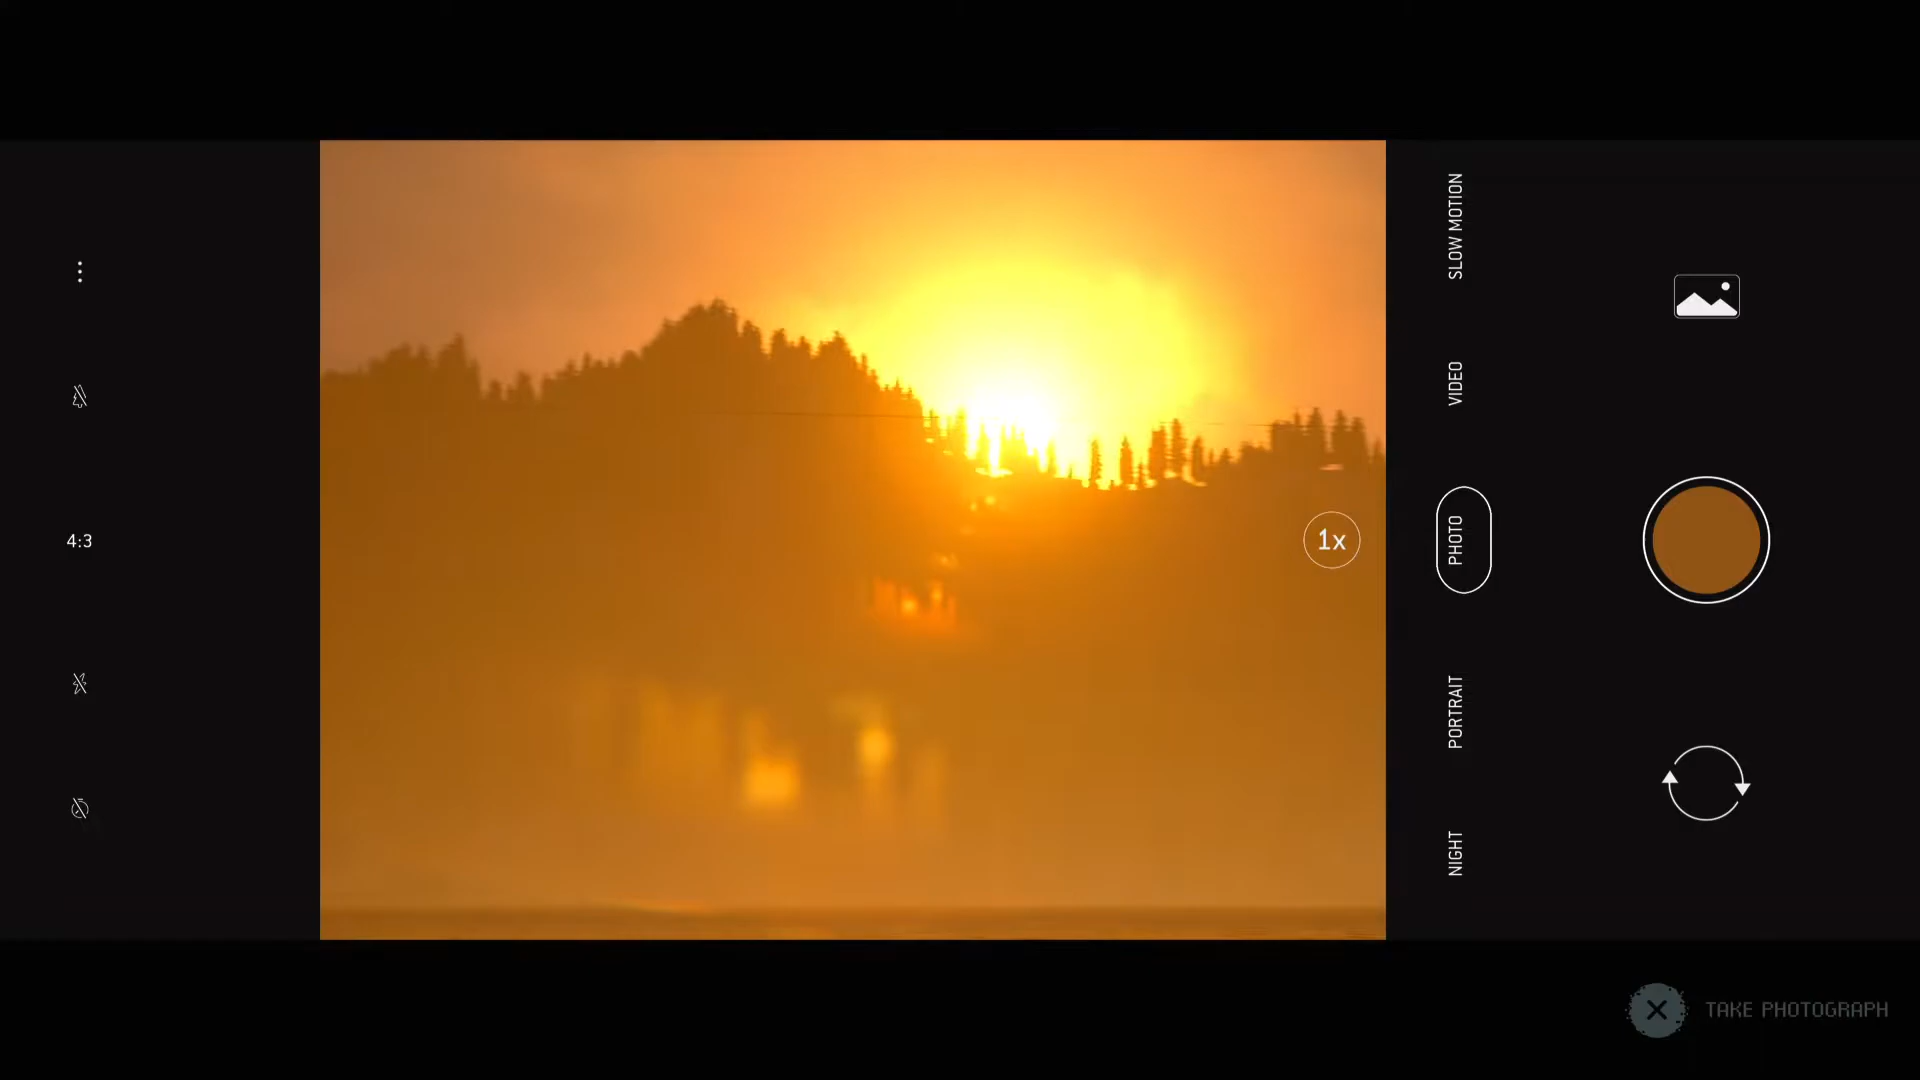 4:3
1x
SLOW MOTION
VIDEO
PHOTO
PORTRAIT
NIGHT
TAKE PHOTOGRAPH